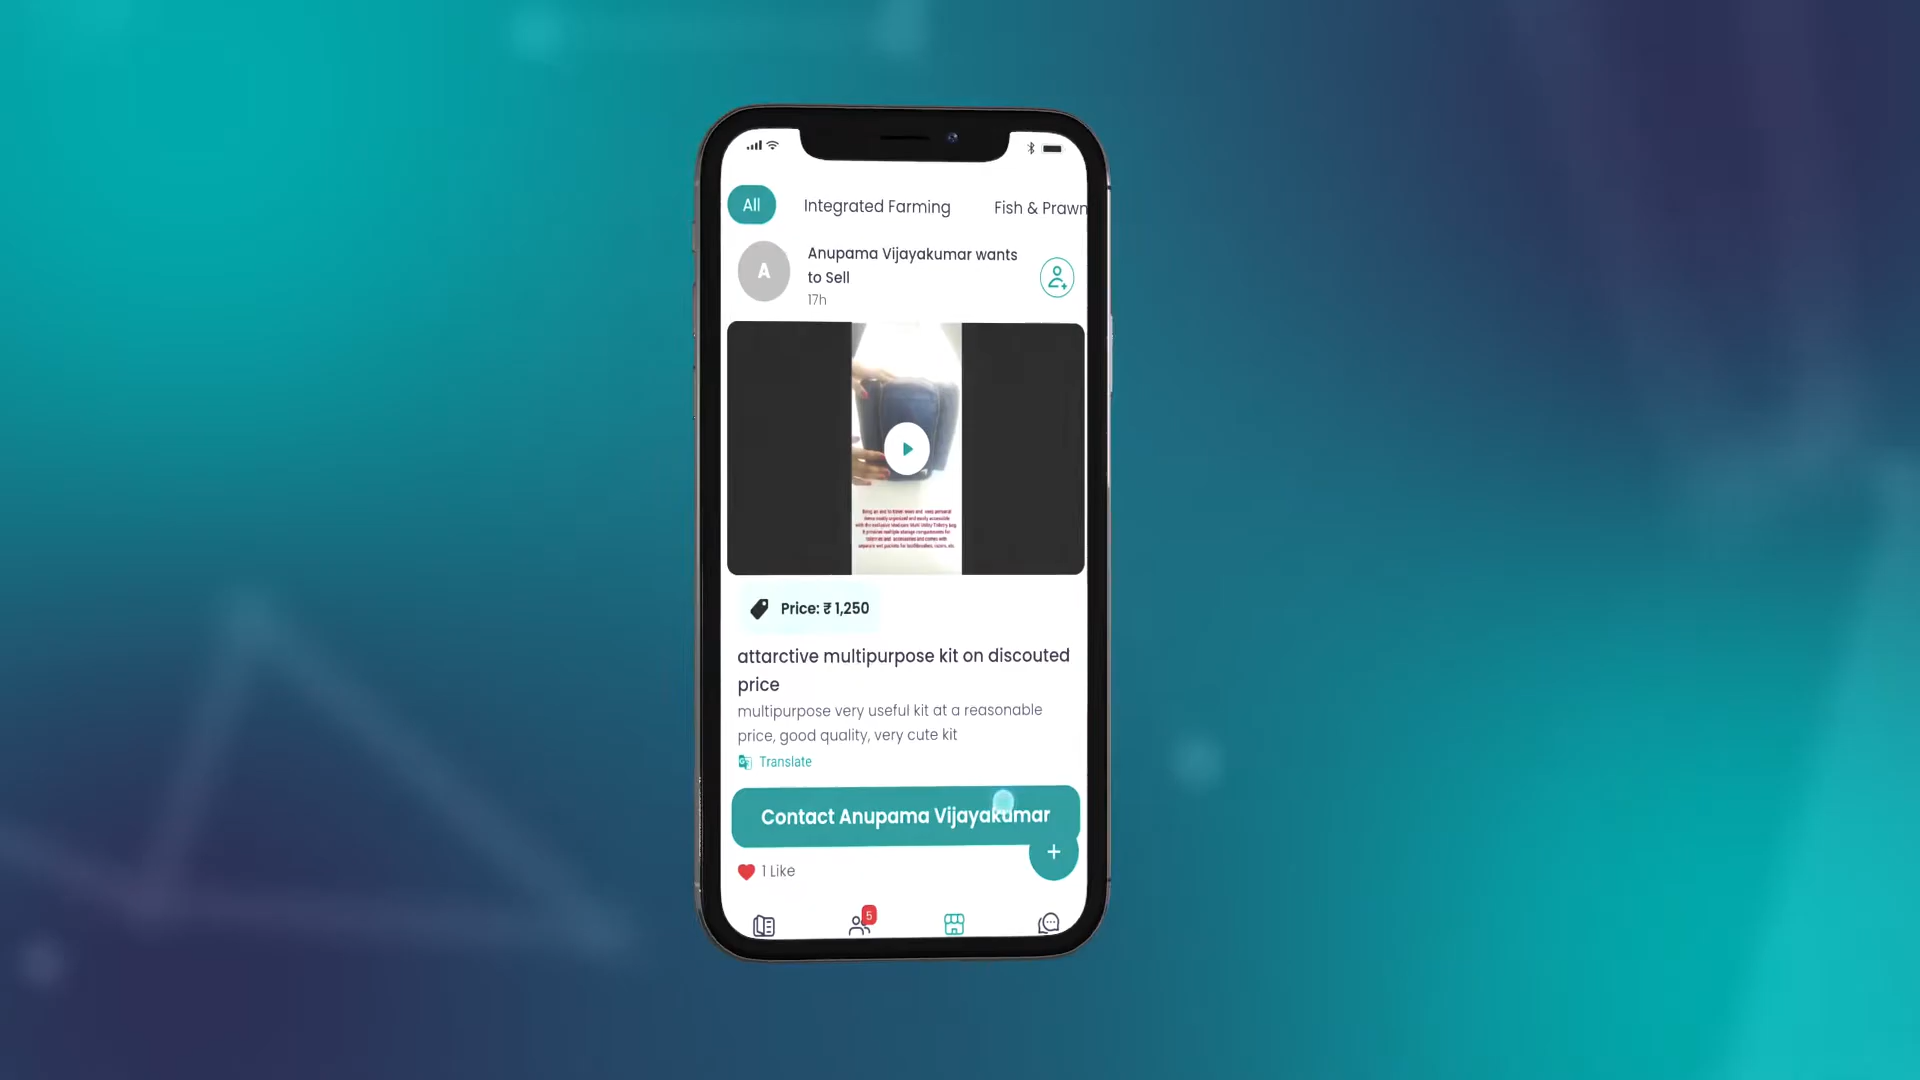 All Integrated Farming Fish & Prawn
A
Anupama Vijayakumar wants
to Sell
17h
Price: ₹ 1,250
attarctive multipurpose kit on discouted
price
multipurpose very useful kit at a reasonable
price, good quality, very cute kit
Translate
Contact Anupama Vijayakumar
+
1 Like
5